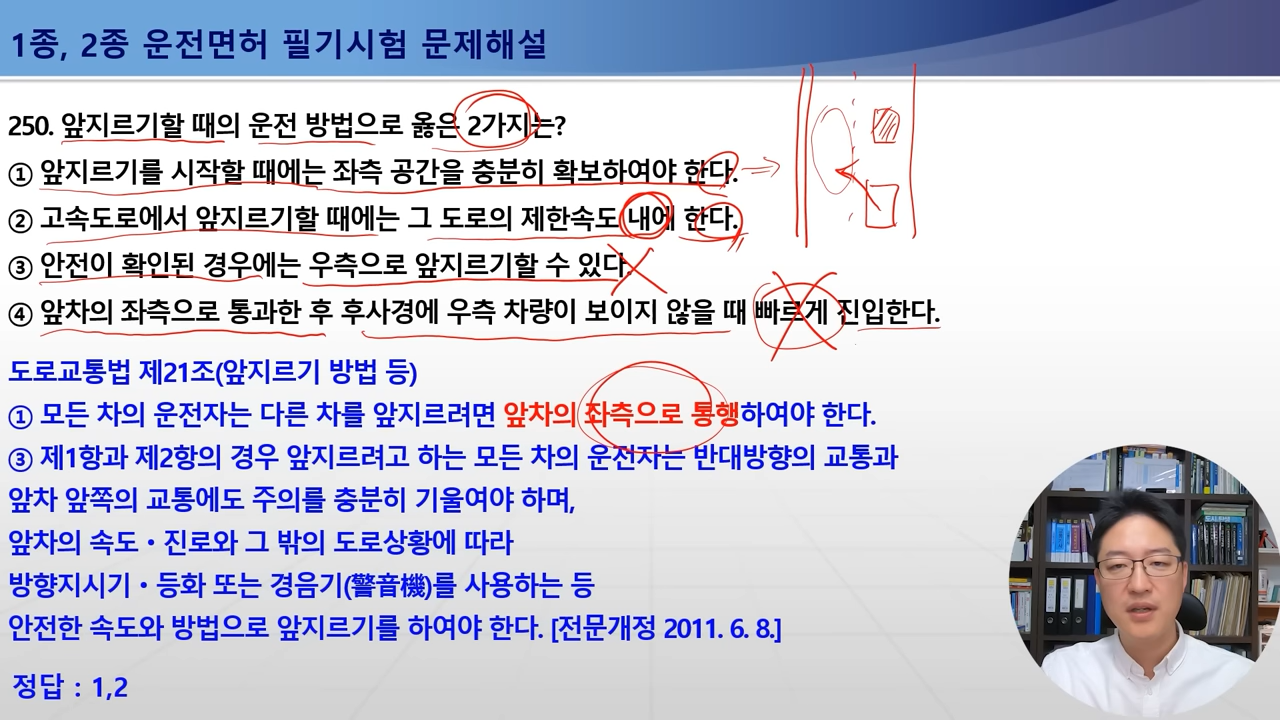 1종, 2종 운전면허 필기시험 문제해설
250. 앞지르기할 때의 운전 방법으로 옳은 2가지는?
① 앞지르기를 시작할 때에는 좌측 공간을 충분히 확보하여야 한다.
② 고속도로에서 앞지르기할 때에는 그 도로의 제한속도 내에 한다.
③ 안전이 확인된 경우에는 우측으로 앞지르기할 수 있다.
④ 앞차의 좌측으로 통과한 후 후사경에 우측 차량이 보이지 않을 때 빠르게 진입한다.
도로교통법 제21조(앞지르기 방법 등)
① 모든 차의 운전자는 다른 차를 앞지르려면 앞차의 좌측으로 통행하여야 한다.
③ 제1항과 제2항의 경우 앞지르려고 하는 모든 차의 운전자는 반대방향의 교통과
앞차 앞쪽의 교통에도 주의를 충분히 기울여야 하며,
앞차의 속도・진로와 그 밖의 도로상황에 따라
방향지시기・등화 또는 경음기(警音機)를 사용하는 등
안전한 속도와 방법으로 앞지르기를 하여야 한다. [전문개정 2011. 6. 8.]
정답 : 1,2